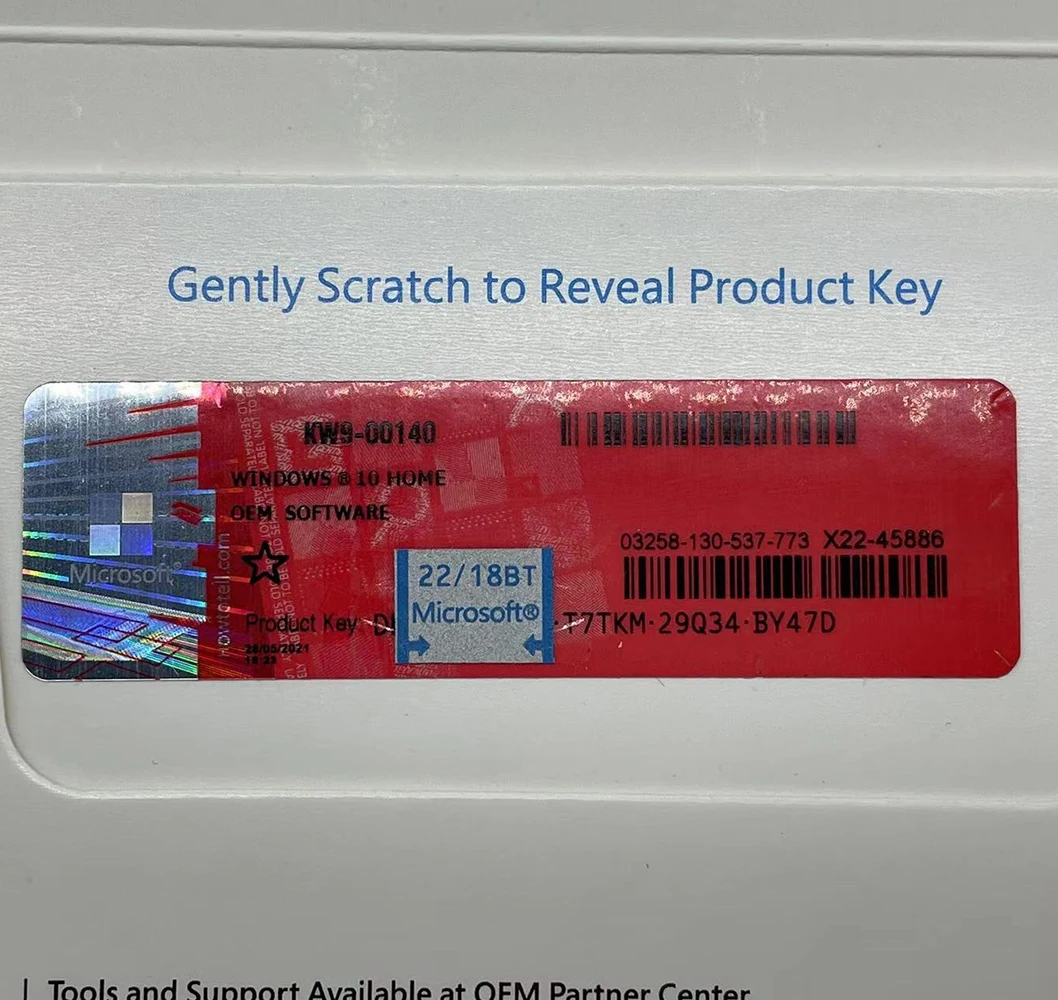 Gently Scratch to Reveal Product Key
KW9-00140
WINDOWS ® 10 HOME
OEM SOFTWARE
03258-130-537-773 X22-45886
Microsoft®
howtotell.com
22/18BT
Microsoft®
Product Key: T7TKM·29Q34·BY47D
28/05/2021
Tools and Support Available at OEM Partner Center